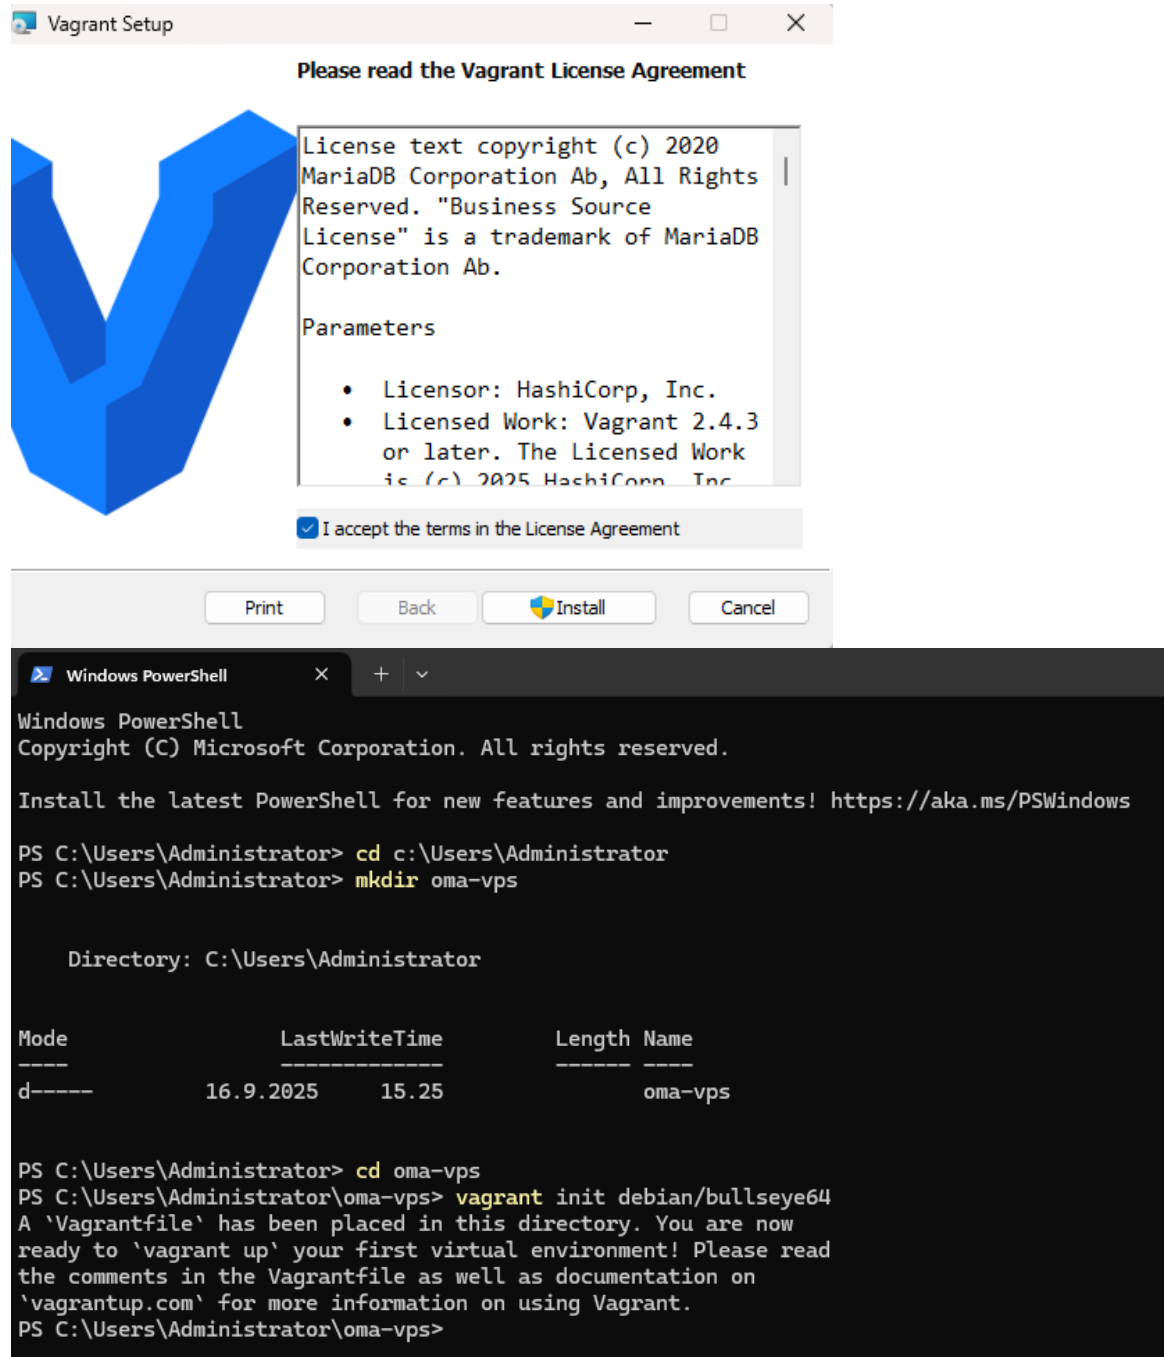 Vagrant Setup
Please read the Vagrant License Agreement
License text copyright (c) 2020
MariaDB Corporation Ab, All Rights
Reserved. "Business Source
License" is a trademark of MariaDB
Corporation Ab.
Parameters
• Licensor: HashiCorp, Inc.
• Licensed Work: Vagrant 2.4.3
or later. The Licensed Work
is (c) 2025 HashiCorp, Inc.
I accept the terms in the License Agreement
Print Back Install Cancel
Windows PowerShell
Windows PowerShell
Copyright (C) Microsoft Corporation. All rights reserved.
Install the latest PowerShell for new features and improvements! https://aka.ms/PSWindows
PS C:\Users\Administrator> cd c:\Users\Administrator
PS C:\Users\Administrator> mkdir oma-vps
Directory: C:\Users\Administrator
Mode LastWriteTime Length Name
---- ------------- ------ ----
d----- 16.9.2025 15.25 oma-vps
PS C:\Users\Administrator> cd oma-vps
PS C:\Users\Administrator\oma-vps> vagrant init debian/bullseye64
A `Vagrantfile` has been placed in this directory. You are now
ready to `vagrant up` your first virtual environment! Please read
the comments in the Vagrantfile as well as documentation on
`vagrantup.com` for more information on using Vagrant.
PS C:\Users\Administrator\oma-vps>